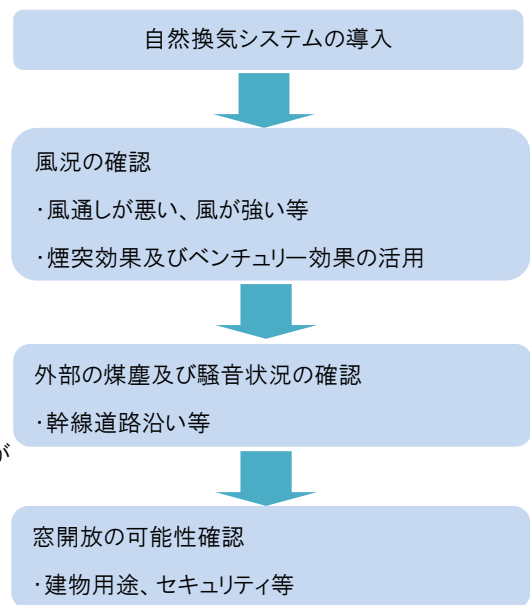 自然換気システムの導入
風況の確認
・風通しが悪い、風が強い等
・煙突効果及びベンチュリー効果の活用
外部の煤塵及び騒音状況の確認
・幹線道路沿い等
が
窓開放の可能性確認
・建物用途、セキュリティ等